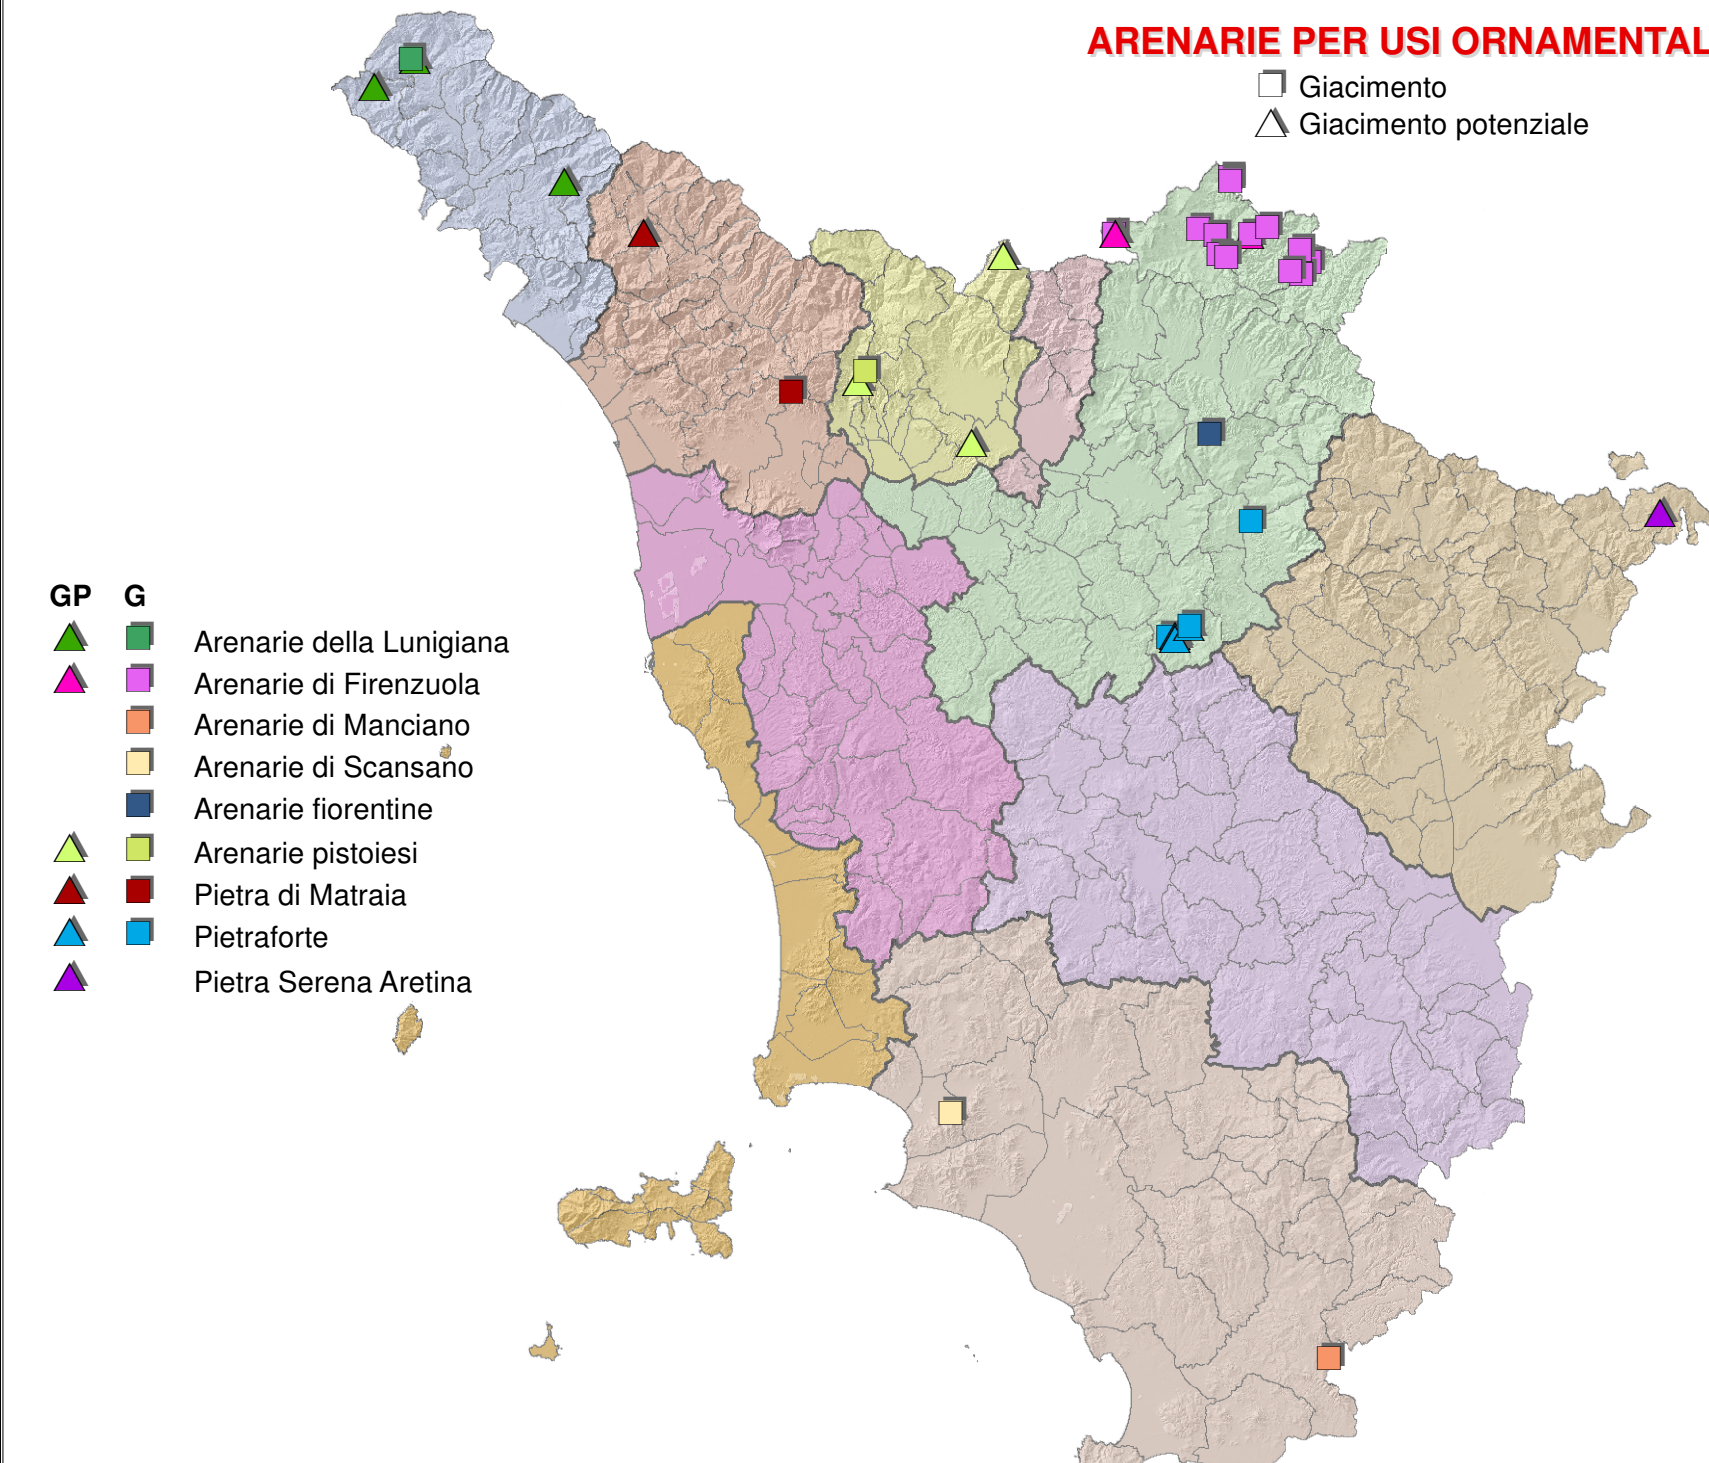 ARENARIE PER USI ORNAMENTAL
Giacimento
Giacimento potenziale
GP G
Arenarie della Lunigiana
Arenarie di Firenzuola
Arenarie di Manciano
Arenarie di Scansano
Arenarie fiorentine
Arenarie pistoiesi
Pietra di Matraia
Pietraforte
Pietra Serena Aretina